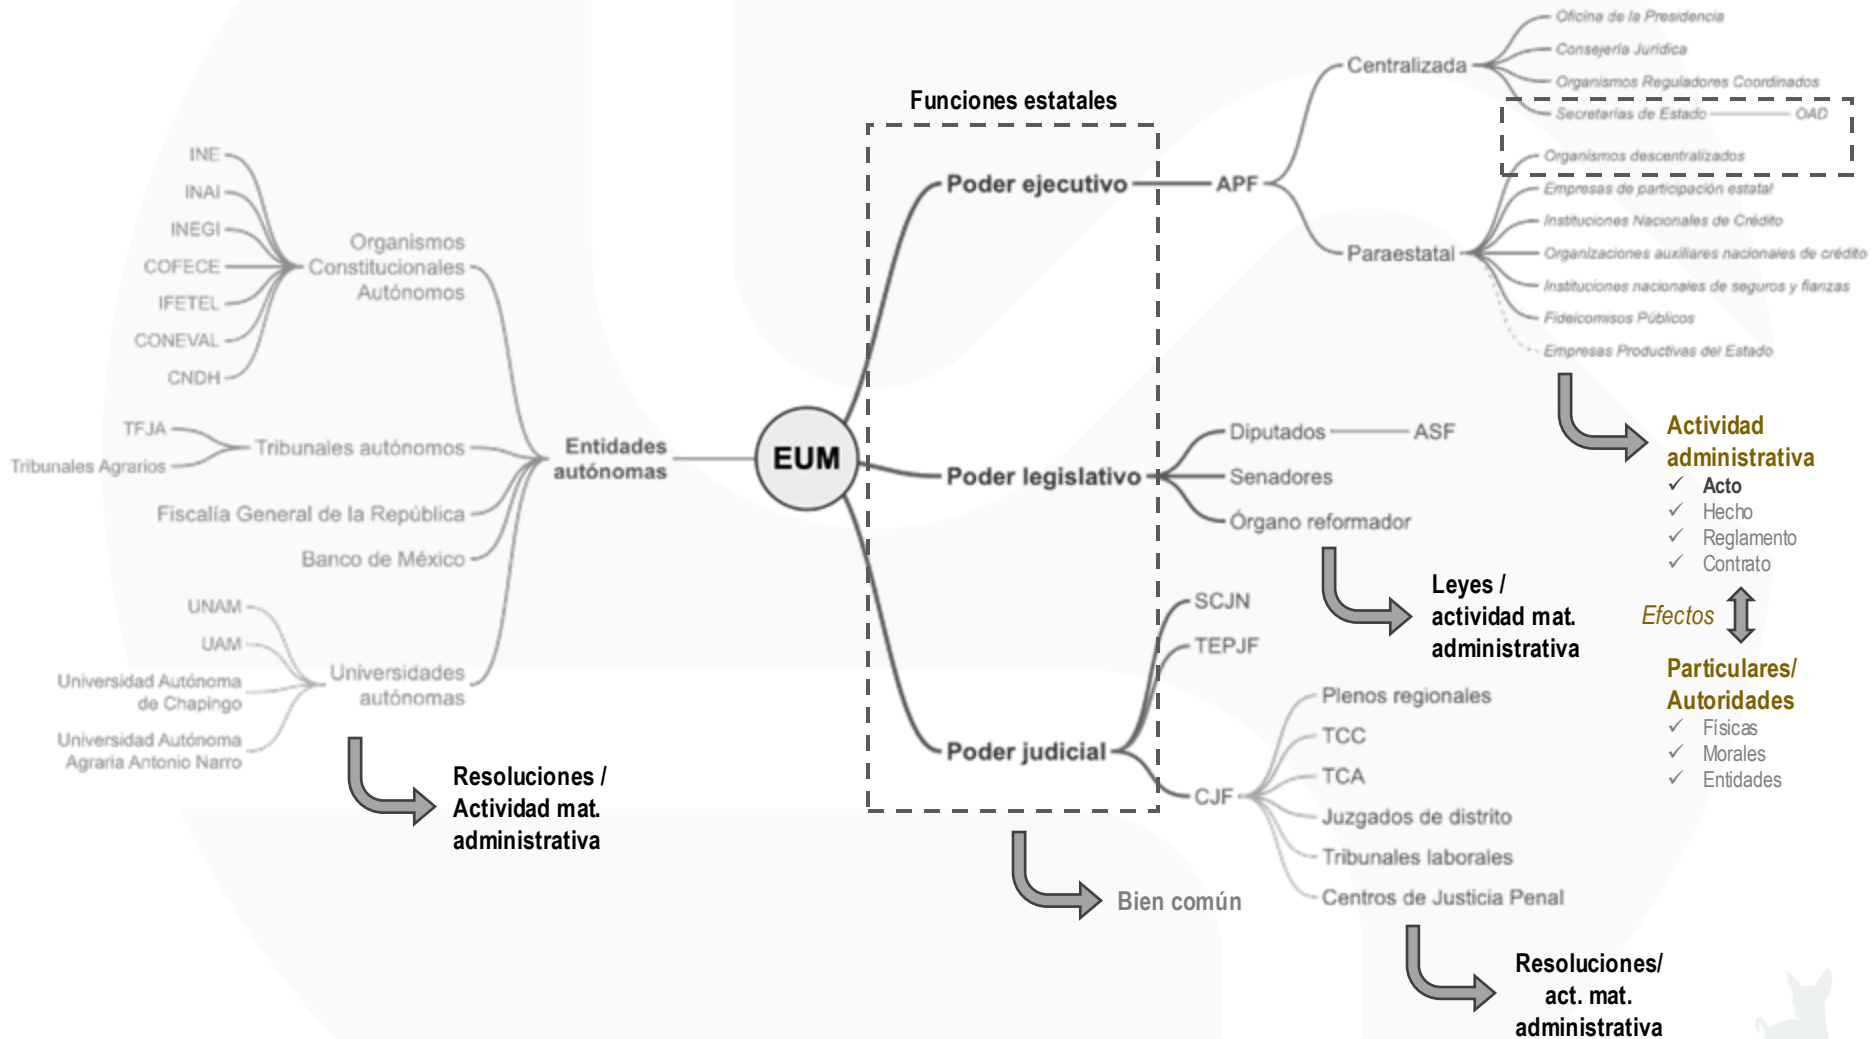 Funciones estatales
EUM
Poder ejecutivo
APF
Centralizada
Oficina de la Presidencia
Consejería Jurídica
Organismos Reguladores Coordinados
Secretarías de Estado
OAD
Paraestatal
Organismos descentralizados
Empresas de participación estatal
Instituciones Nacionales de Crédito
Organizaciones auxiliares nacionales de crédito
Instituciones nacionales de seguros y fianzas
Fideicomisos Públicos
Empresas Productivas del Estado
Actividad
administrativa
✓ Acto
✓ Hecho
✓ Reglamento
✓ Contrato
Efectos
Particulares/
Autoridades
✓ Físicas
✓ Morales
✓ Entidades
Poder legislativo
Diputados
ASF
Senadores
Órgano reformador
Leyes /
actividad mat.
administrativa
Poder judicial
SCJN
TEPJF
CJF
Plenos regionales
TCC
TCA
Juzgados de distrito
Tribunales laborales
Centros de Justicia Penal
Resoluciones/
act. mat.
administrativa
Bien común
Entidades
autónomas
Organismos
Constitucionales
Autónomos
INE
INAI
INEGI
COFECE
IFETEL
CONEVAL
CNDH
Tribunales autónomos
TFJA
Tribunales Agrarios
Fiscalía General de la República
Banco de México
Universidades
autónomas
UNAM
UAM
Universidad Autónoma
de Chapingo
Universidad Autónoma
Agraria Antonio Narro
Resoluciones /
Actividad mat.
administrativa